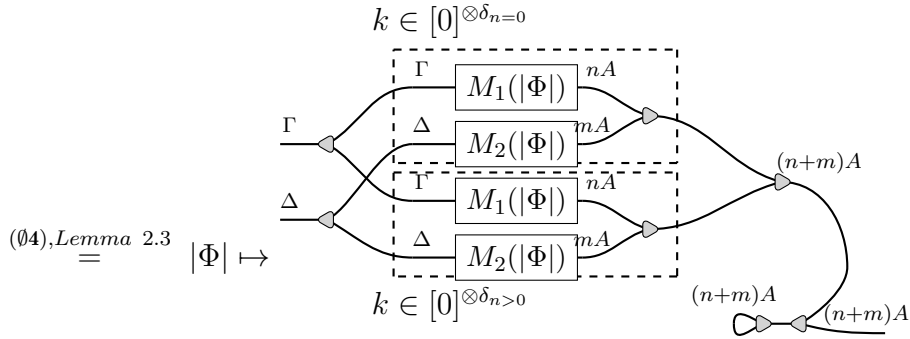 k ∈ [0]^{⊗δ_{n=0}}
Γ nA
M_1(|Φ|)
Γ
Δ mA
M_2(|Φ|)
(n+m)A
Γ nA
M_1(|Φ|)
Δ
Δ mA
M_2(|Φ|)
(∅4),Lemma 2.3
= |Φ| ↦
k ∈ [0]^{⊗δ_{n>0}}
(n+m)A (n+m)A